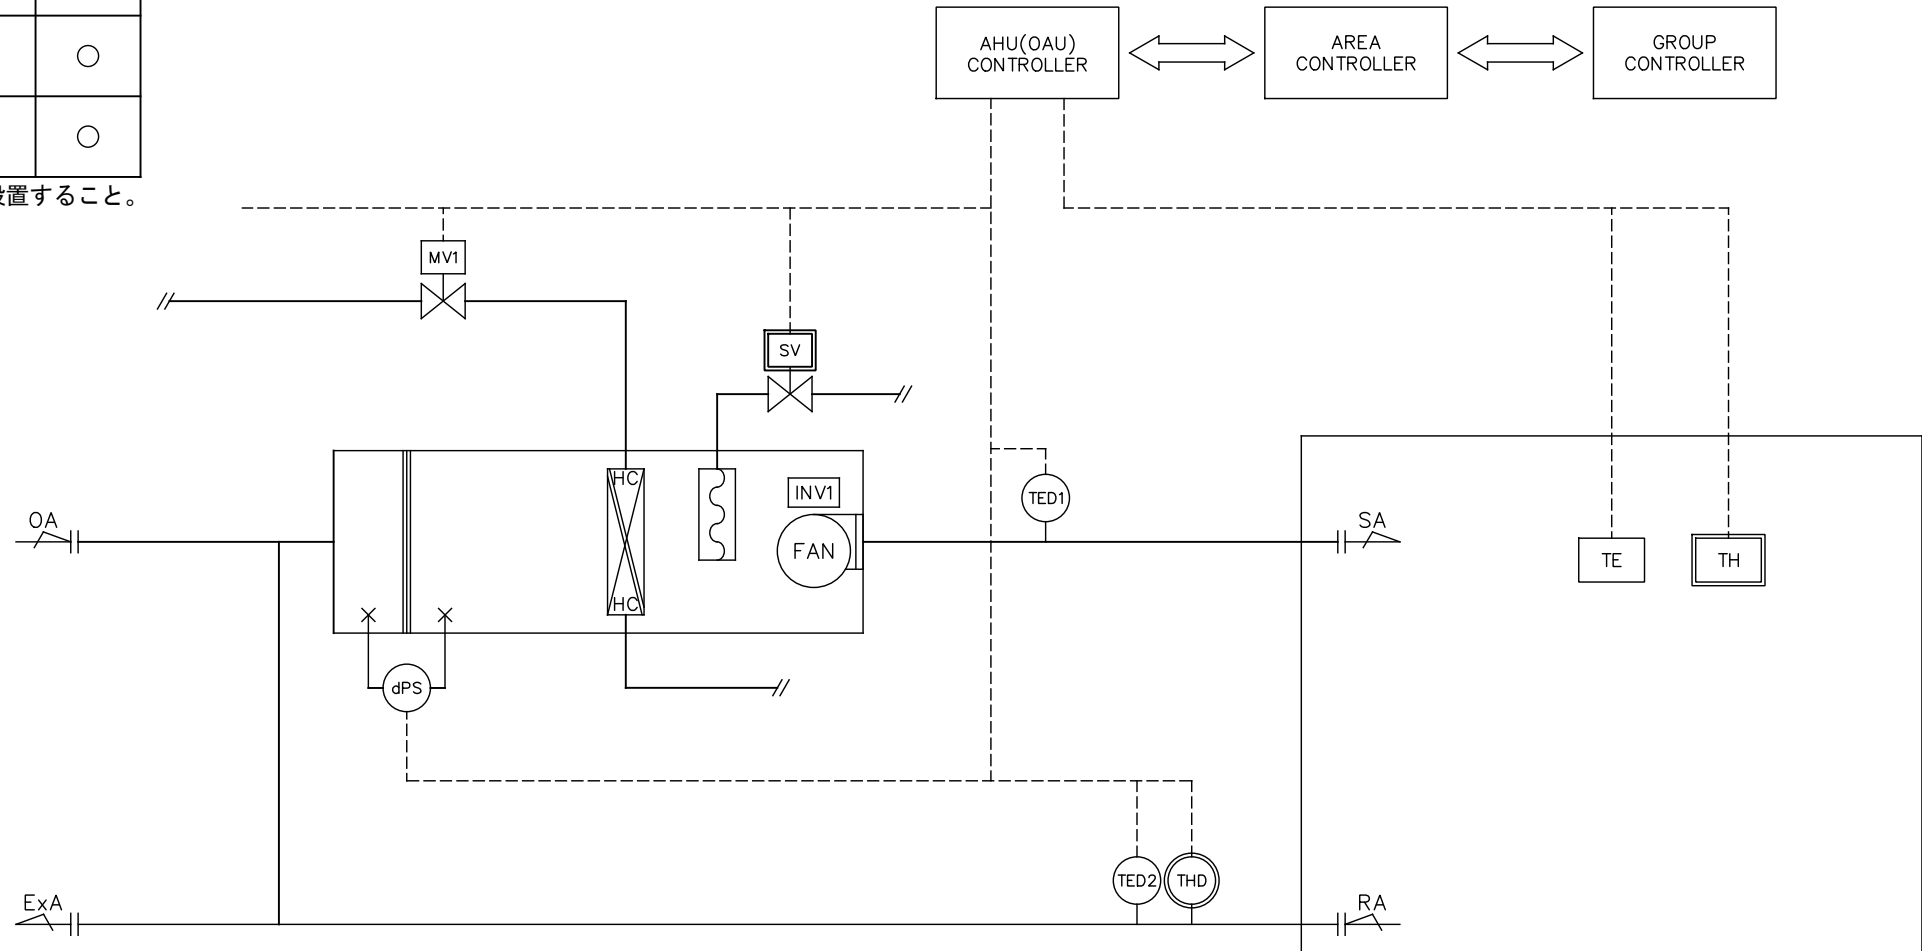 AHU(OAU)
CONTROLLER
AREA
CONTROLLER
GROUP
CONTROLLER
置すること。
MV1
SV
HC
INV1
TED1
OA
SA
FAN
TE
TH
HC
dPS
TED2
THD
ExA
RA